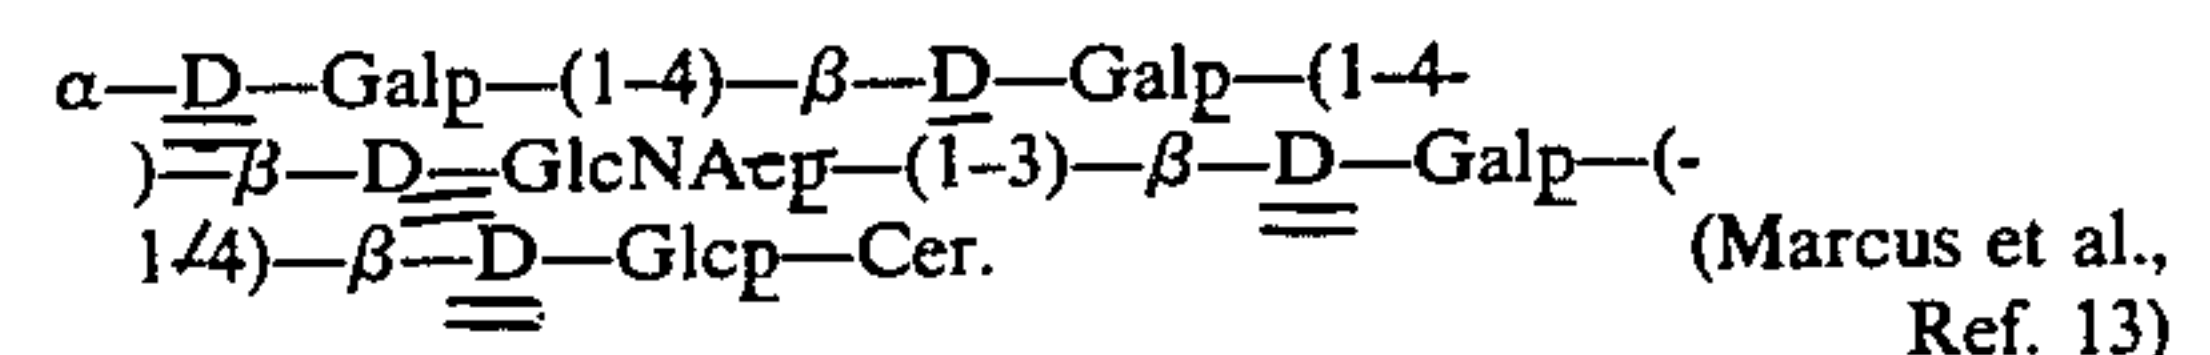 α—D—Galp—(1–4)—β—D—Galp—(1–4-
)—β—D—GlcNAcp—(1–3)—β—D—Galp—(-
1–4)—β—D—Glcp—Cer.
(Marcus et al.,
Ref. 13)